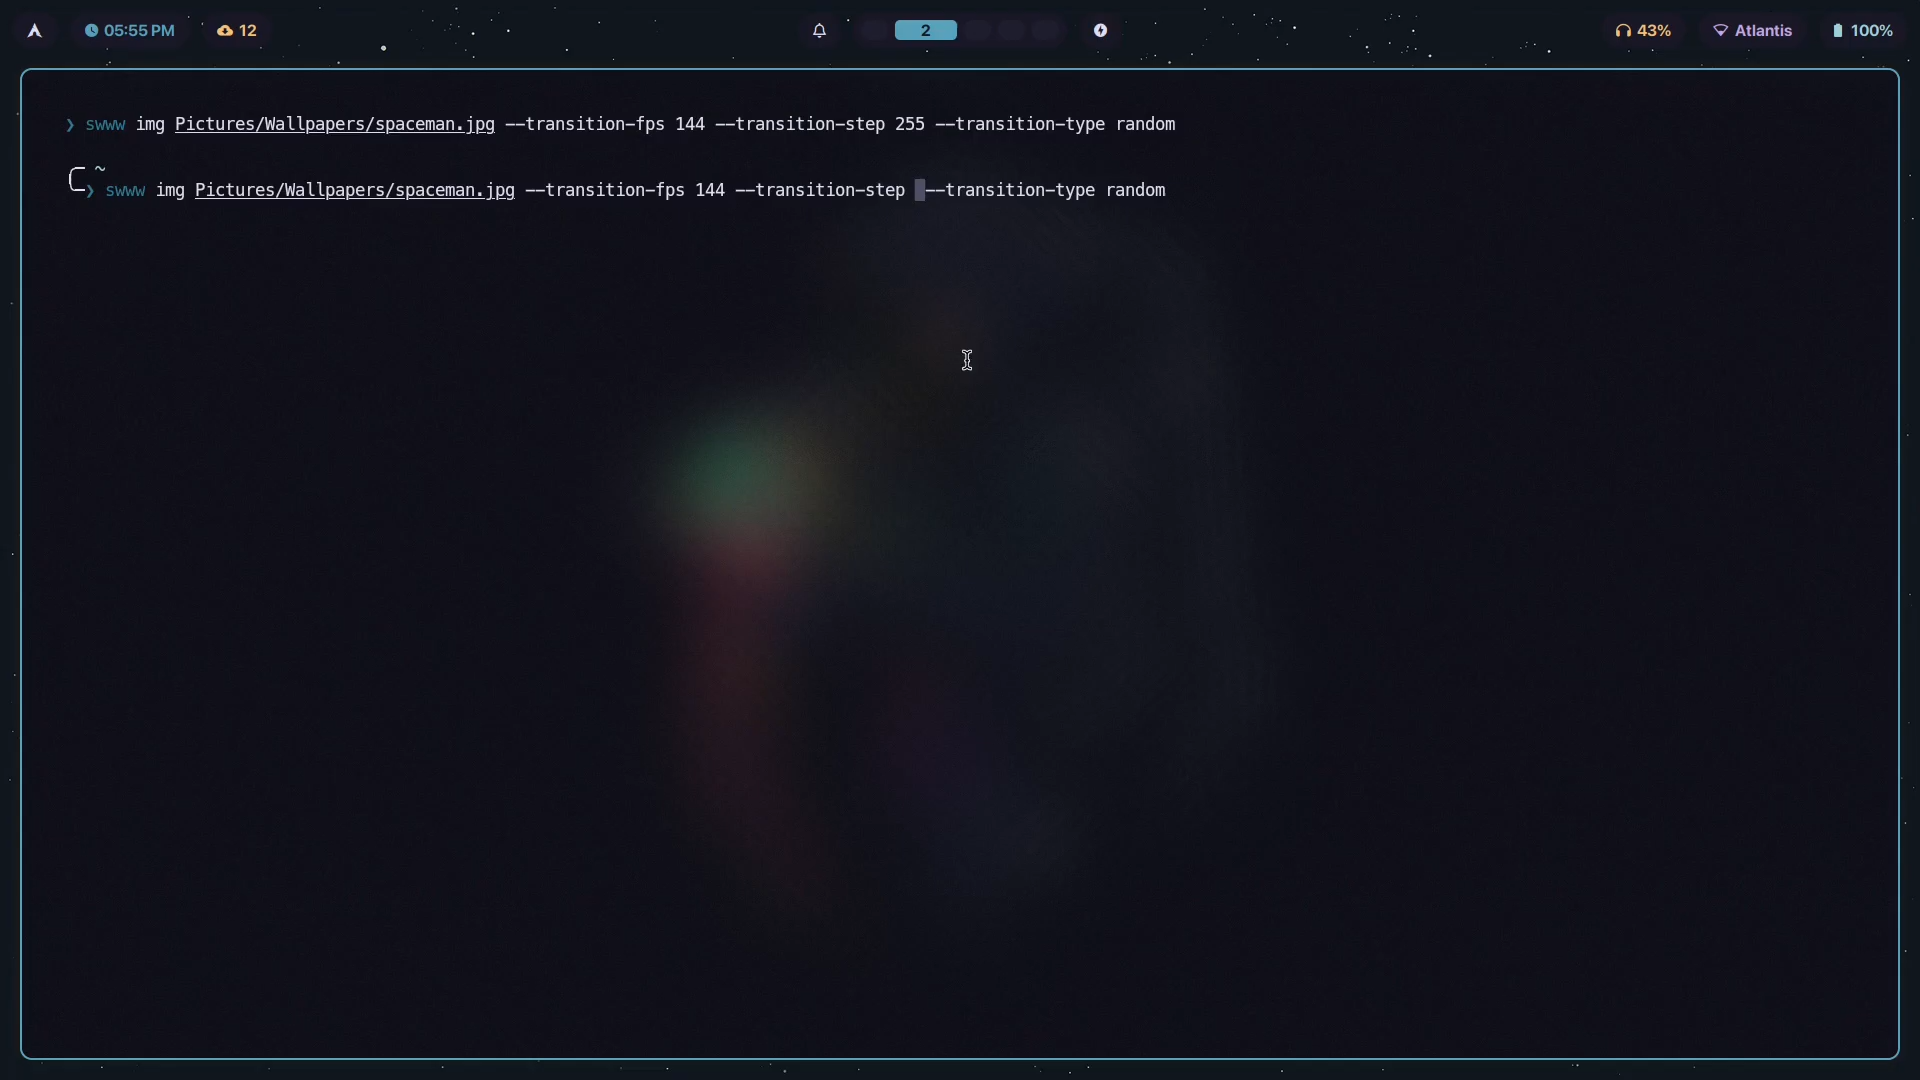 05:55 PM 12 2 43% Atlantis 100%
❯ swww img Pictures/Wallpapers/spaceman.jpg --transition-fps 144 --transition-step 255 --transition-type random
~
❯ swww img Pictures/Wallpapers/spaceman.jpg --transition-fps 144 --transition-step --transition-type random